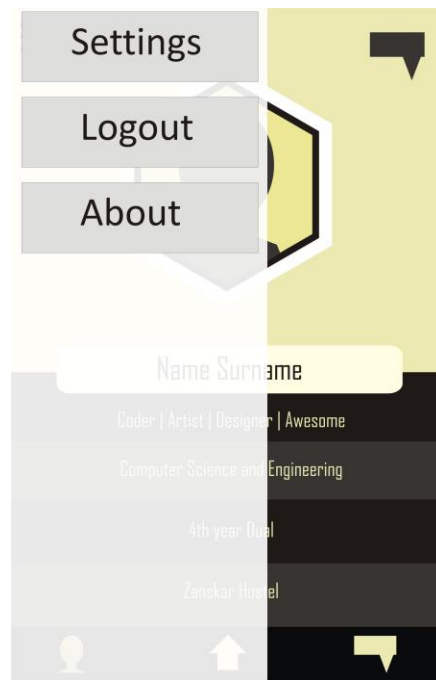 Settings
Logout
About
Name Surname
Coder | Artist | Designer | Awesome
Computer Science and Engineering
4th year Dual
Zanskar Hostel